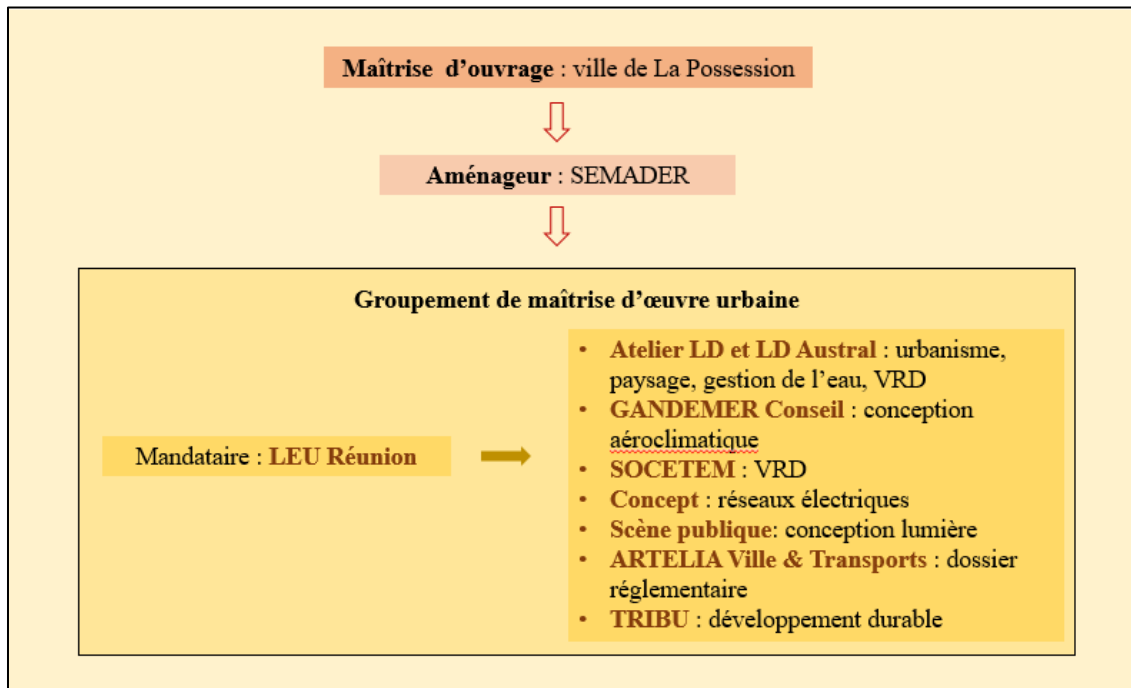 Maîtrise d’ouvrage : ville de La Possession
Aménageur : SEMADER
Groupement de maîtrise d’œuvre urbaine
Mandataire : LEU Réunion
• Atelier LD et LD Austral : urbanisme,
paysage, gestion de l’eau, VRD
• GANDEMER Conseil : conception
aéroclimatique
• SOCETEM : VRD
• Concept : réseaux électriques
• Scène publique: conception lumière
• ARTELIA Ville & Transports : dossier
réglementaire
• TRIBU : développement durable